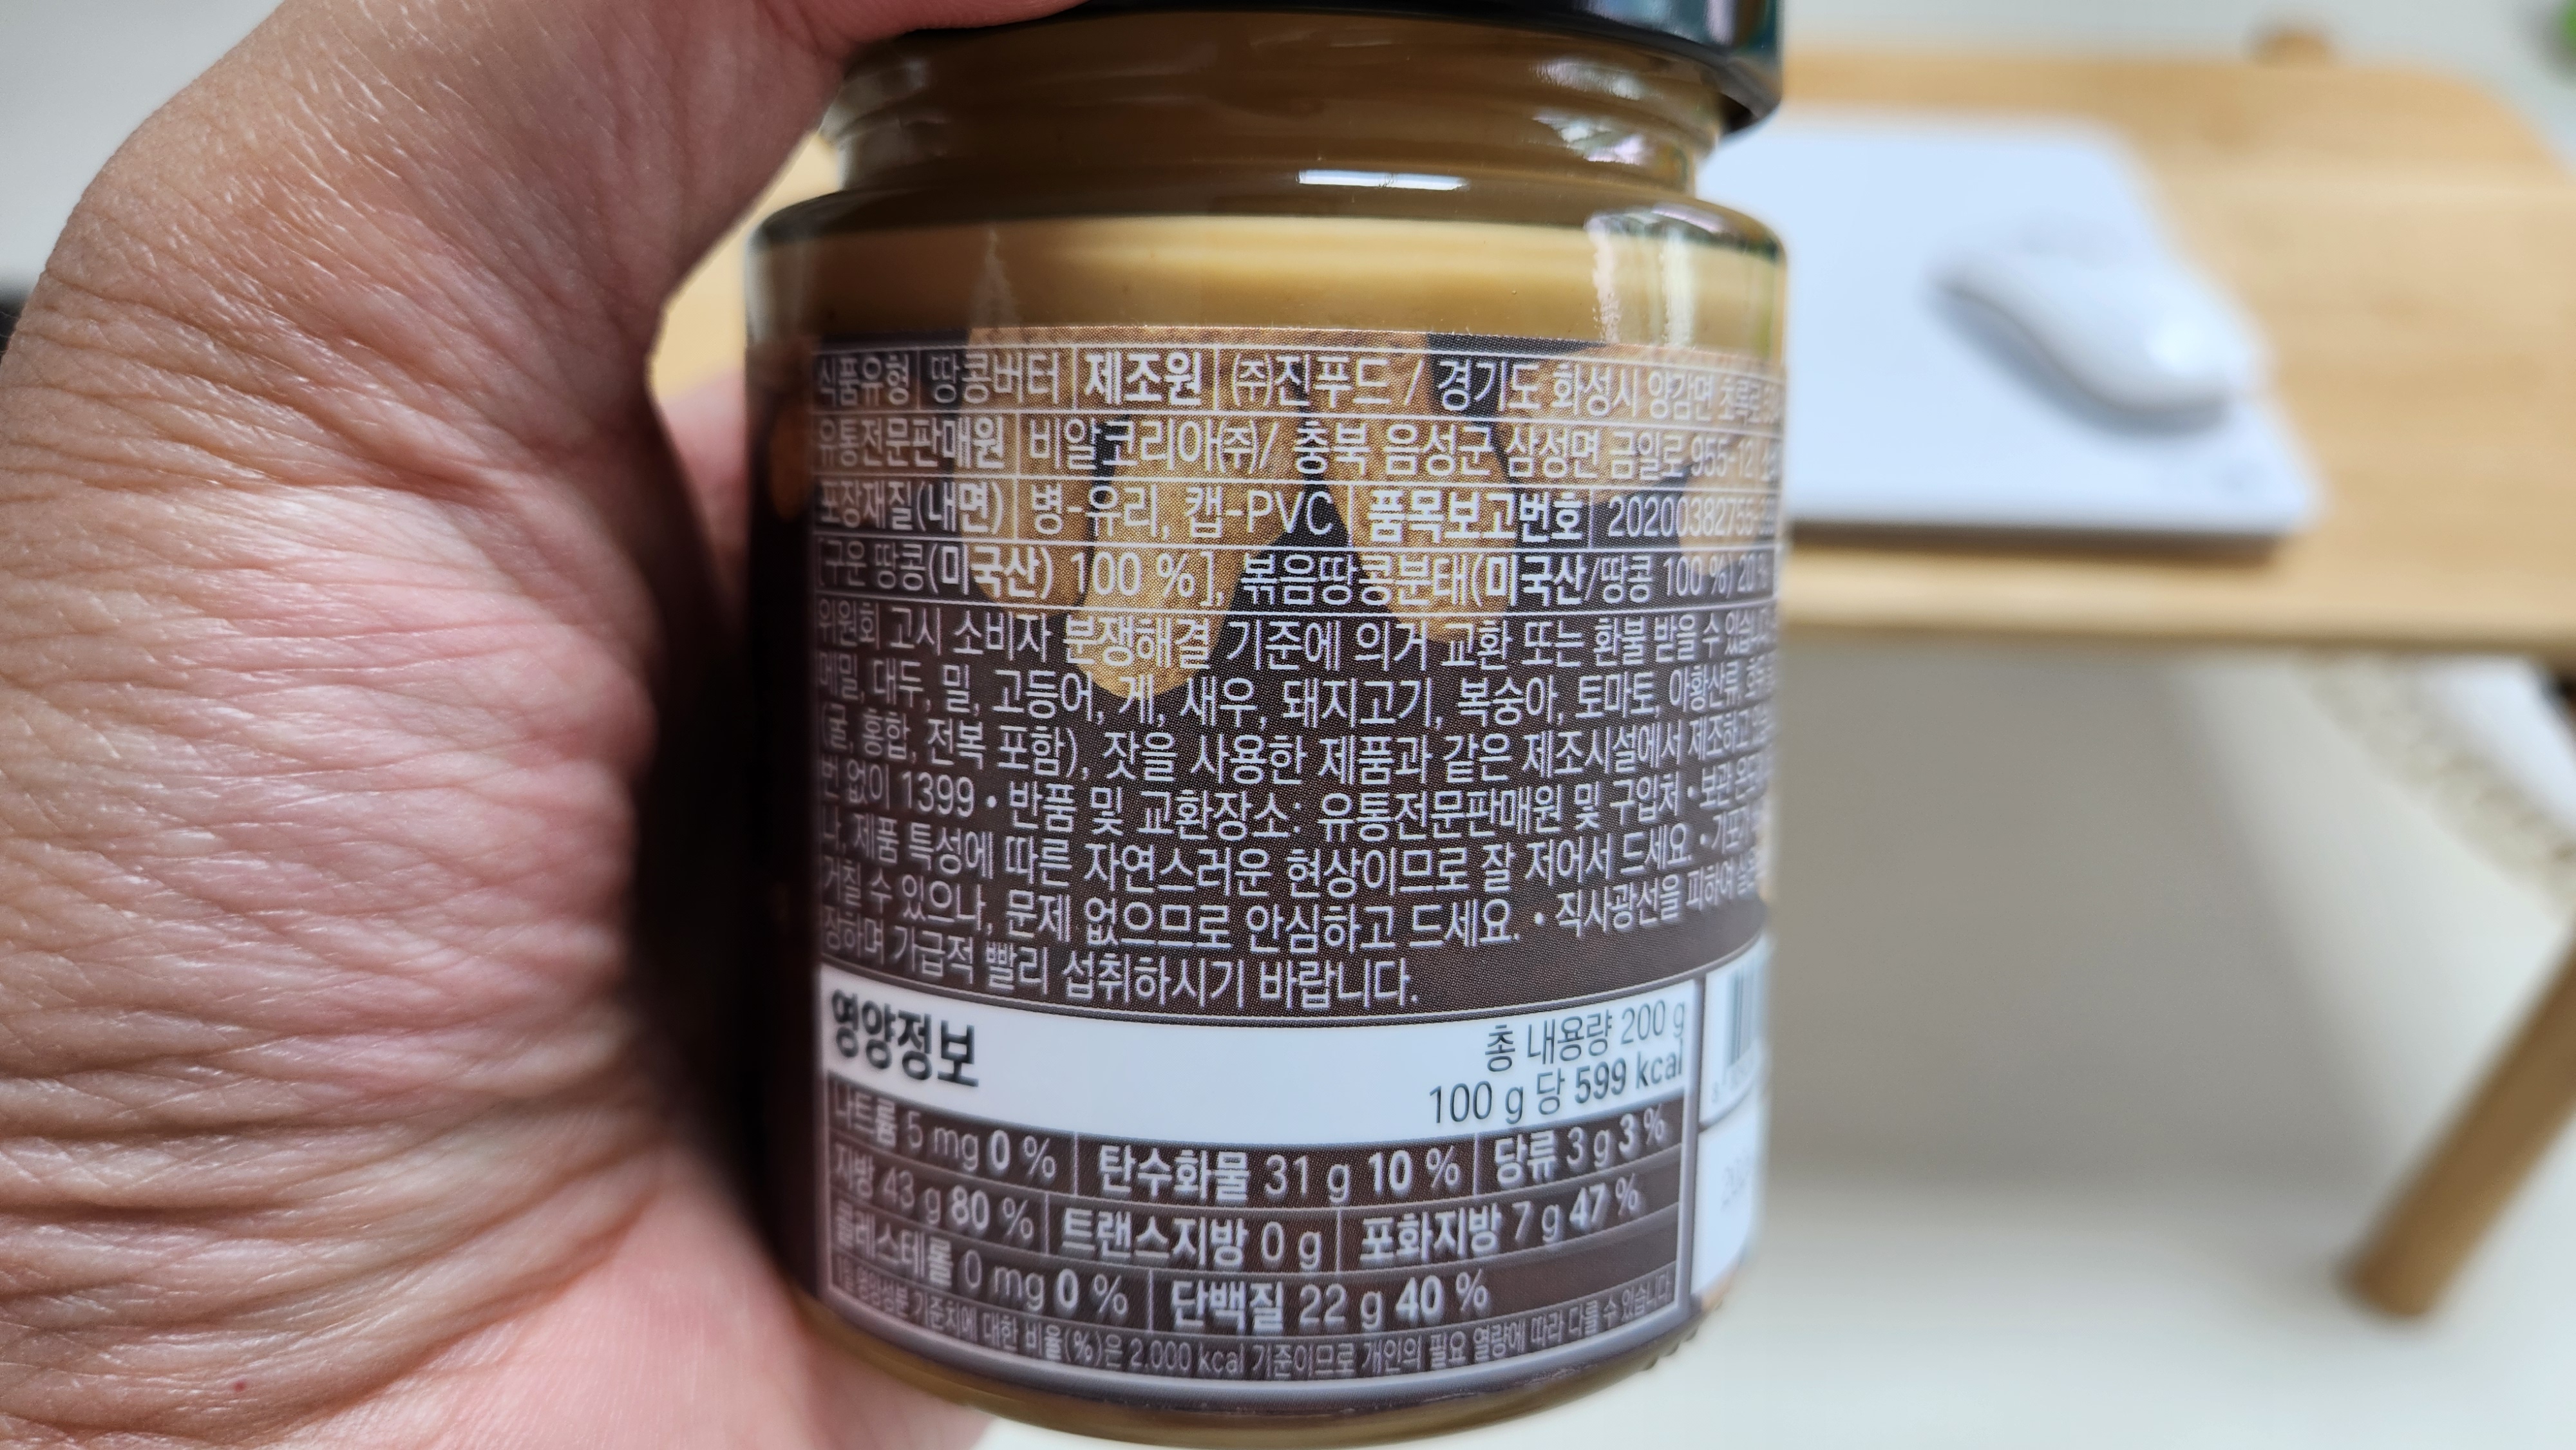 식품유형 땅콩버터 제조원 ㈜진푸드 / 경기도 화성시 양감면 초록로
유통전문판매원 비알코리아㈜/ 충북 음성군 삼성면 금일로 955-12
포장재질(내면) 병-유리, 캡-PVC 품목보고번호 20200382755
[구운 땅콩(미국산) 100 %], 볶음땅콩분태(미국산/땅콩 100 %) 20 %
위원회 고시 소비자 분쟁해결 기준에 의거 교환 또는 환불 받을 수 있습니다
메밀, 대두, 밀, 고등어, 게, 새우, 돼지고기, 복숭아, 토마토, 아황산류, 호두
굴, 홍합, 전복 포함), 잣을 사용한 제품과 같은 제조시설에서 제조하고
번 없이 1399 • 반품 및 교환장소: 유통전문판매원 및 구입처 • 보관
나, 제품 특성에 따른 자연스러운 현상이므로 잘 저어서 드세요. •
거칠 수 있으나, 문제 없으므로 안심하고 드세요. • 직사광선을 피하여
장하며 가급적 빨리 섭취하시기 바랍니다.
영양정보
총 내용량 200 g
100 g 당 599 kcal
나트륨 5 mg 0 % 탄수화물 31 g 10 % 당류 3 g 3 %
지방 43 g 80 % 트랜스지방 0 g 포화지방 7 g 47 %
콜레스테롤 0 mg 0 % 단백질 22 g 40 %
1일 영양성분 기준치에 대한 비율(%)은 2,000 kcal 기준이므로 개인의 필요 열량에 따라 다를 수 있습니다